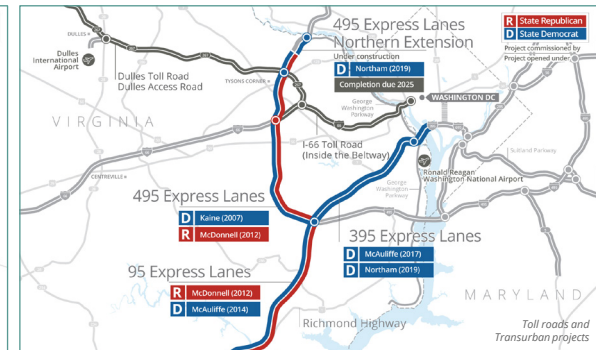 495 Express Lanes
Northern Extension
Under construction
D Northam (2019)
Completion due 2025
R State Republican
D State Democrat
Project commissioned by
Project opened under
DULLES
Dulles
International
Airport
Dulles Toll Road
Dulles Access Road
TYSONS CORNER
George
Washington
Parkway
WASHINGTON DC
VIRGINIA
I-66 Toll Road
(Inside the Beltway)
CENTREVILLE
Ronald Reagan
Washington National Airport
Suitland Parkway
George
Washington
Parkway
495 Express Lanes
D Kaine (2007)
R McDonnell (2012)
395 Express Lanes
D McAuliffe (2017)
D Northam (2019)
95 Express Lanes
R McDonnell (2012)
D McAuliffe (2014)
MARYLAND
Richmond Highway
Toll roads and
Transurban projects